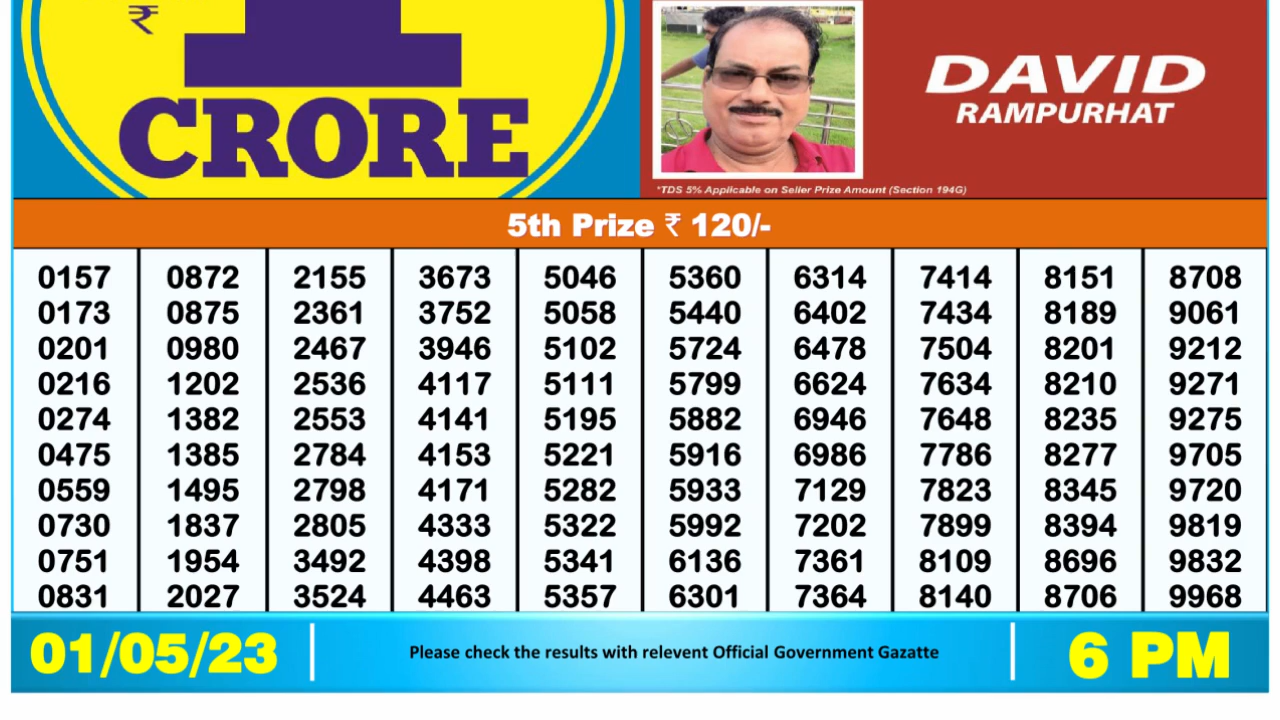 ₹
1
CRORE
DAVID
RAMPURHAT
*TDS 5% Applicable on Seller Prize Amount (Section 194G)
5th Prize ₹ 120/-
0157 0872 2155 3673 5046 5360 6314 7414 8151 8708
0173 0875 2361 3752 5058 5440 6402 7434 8189 9061
0201 0980 2467 3946 5102 5724 6478 7504 8201 9212
0216 1202 2536 4117 5111 5799 6624 7634 8210 9271
0274 1382 2553 4141 5195 5882 6946 7648 8235 9275
0475 1385 2784 4153 5221 5916 6986 7786 8277 9705
0559 1495 2798 4171 5282 5933 7129 7823 8345 9720
0730 1837 2805 4333 5322 5992 7202 7899 8394 9819
0751 1954 3492 4398 5341 6136 7361 8109 8696 9832
0831 2027 3524 4463 5357 6301 7364 8140 8706 9968
01/05/23
Please check the results with relevent Official Government Gazatte
6 PM